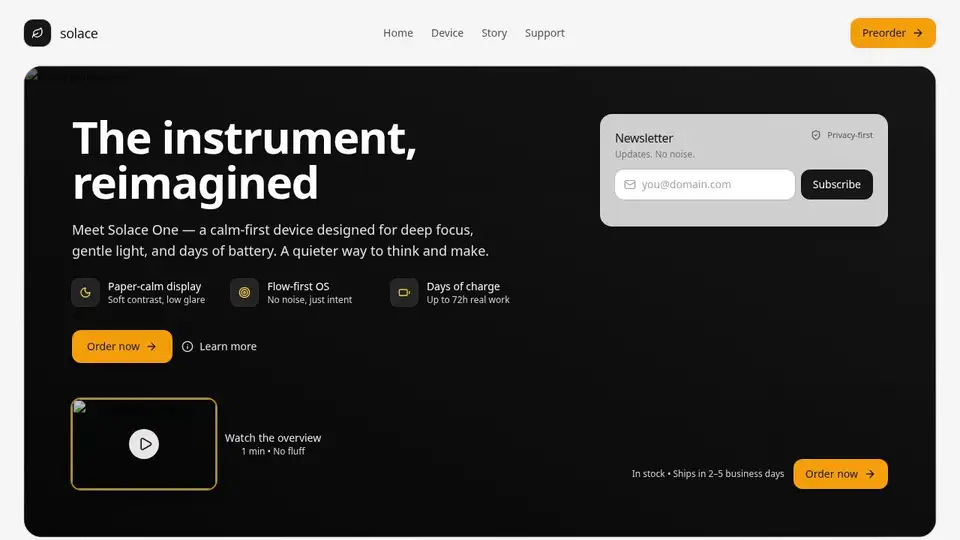 solace
Home
Device
Story
Support
Preorder
The instrument,
reimagined
Meet Solace One — a calm-first device designed for deep focus,
gentle light, and days of battery. A quieter way to think and make.
Paper-calm display
Soft contrast, low glare
Flow-first OS
No noise, just intent
Days of charge
Up to 72h real work
Order now
Learn more
Watch the overview
1 min • No fluff
Newsletter
Privacy-first
Updates. No noise.
you@domain.com
Subscribe
In stock • Ships in 2–5 business days
Order now